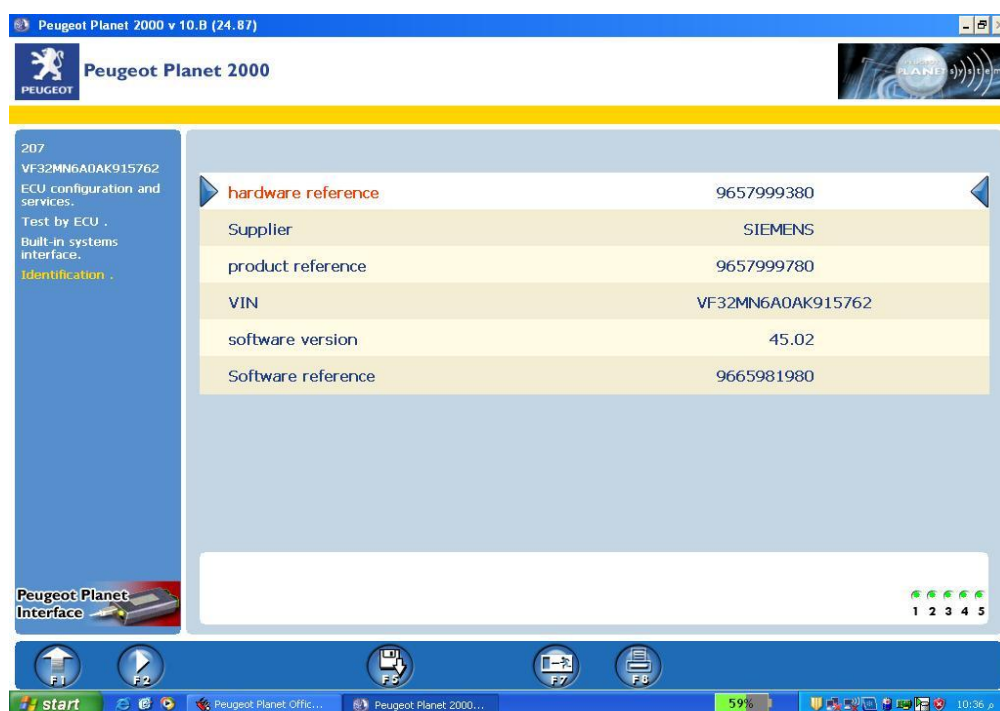 Peugeot Planet 2000 v 10.B (24.87)
PEUGEOT
Peugeot Planet 2000
PLANET s)y)s)t)e)m
207
VF32MN6A0AK915762
ECU configuration and
services.
Test by ECU .
Built-in systems
interface.
Identification .
hardware reference 9657999380
Supplier SIEMENS
product reference 9657999780
VIN VF32MN6A0AK915762
software version 45.02
Software reference 9665981980
Peugeot Planet
Interface
1 2 3 4 5
F1 F2 F5 F7 F8
start Peugeot Planet Offic... Peugeot Planet 2000... 59% 10:36 م